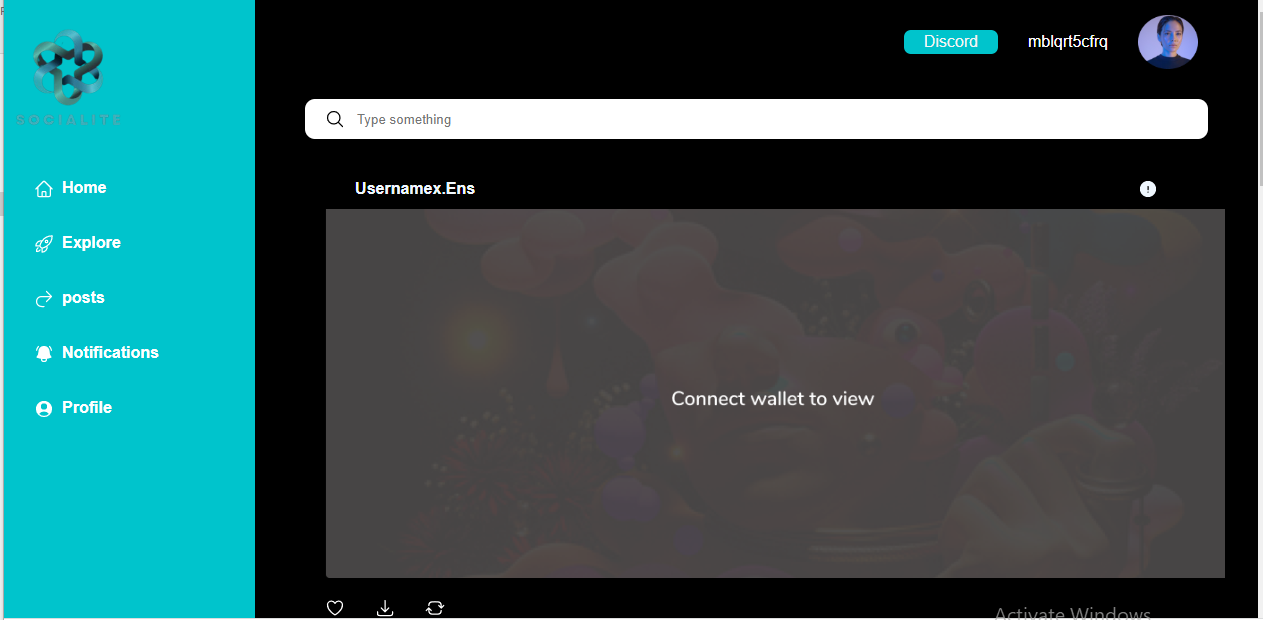 Discord
mblqrt5cfrq
SOCIALITE
Type something
Home
Usernamex.Ens
Explore
posts
Notifications
Connect wallet to view
Profile
Activate Windows